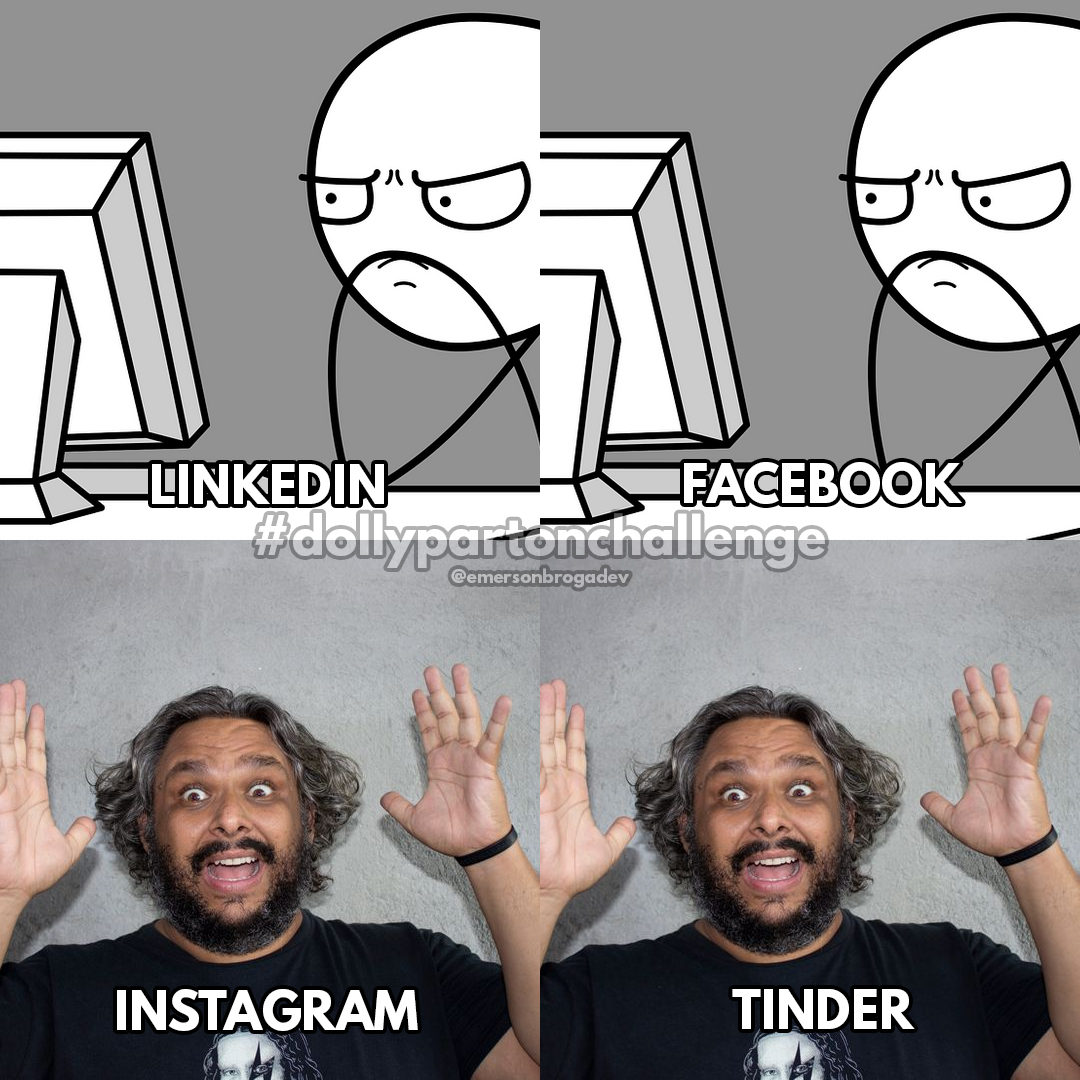 LINKEDIN
FACEBOOK
#dollypartonchallenge
@emersonbrogadev
INSTAGRAM
TINDER